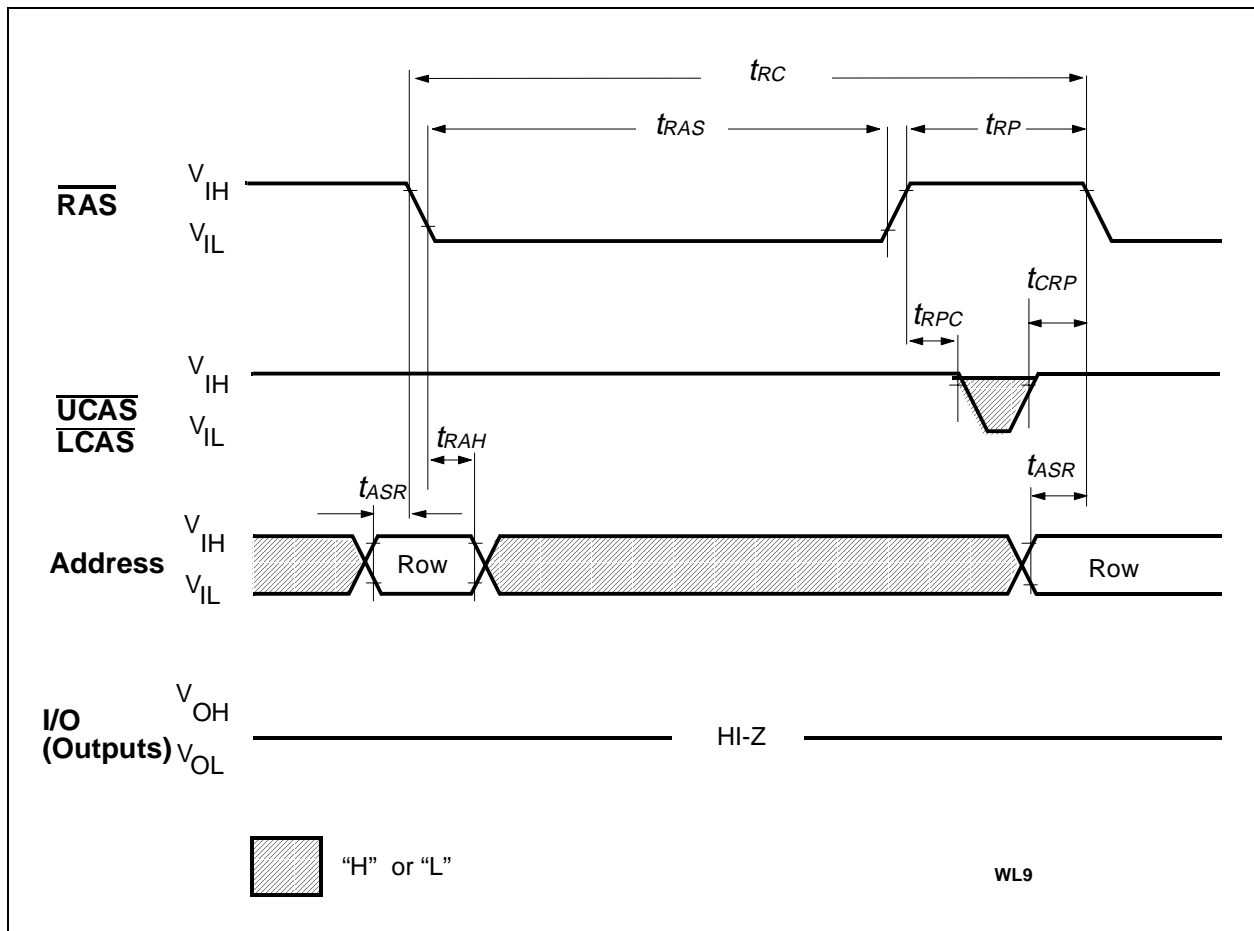 tRC
tRAS
tRP
RAS
VIH
VIL
tCRP
tRPC
UCAS
LCAS
VIH
VIL
tRAH
tASR
tASR
Address
VIH
VIL
Row
Row
I/O
(Outputs)
VOH
VOL
HI-Z
“H” or “L”
WL9